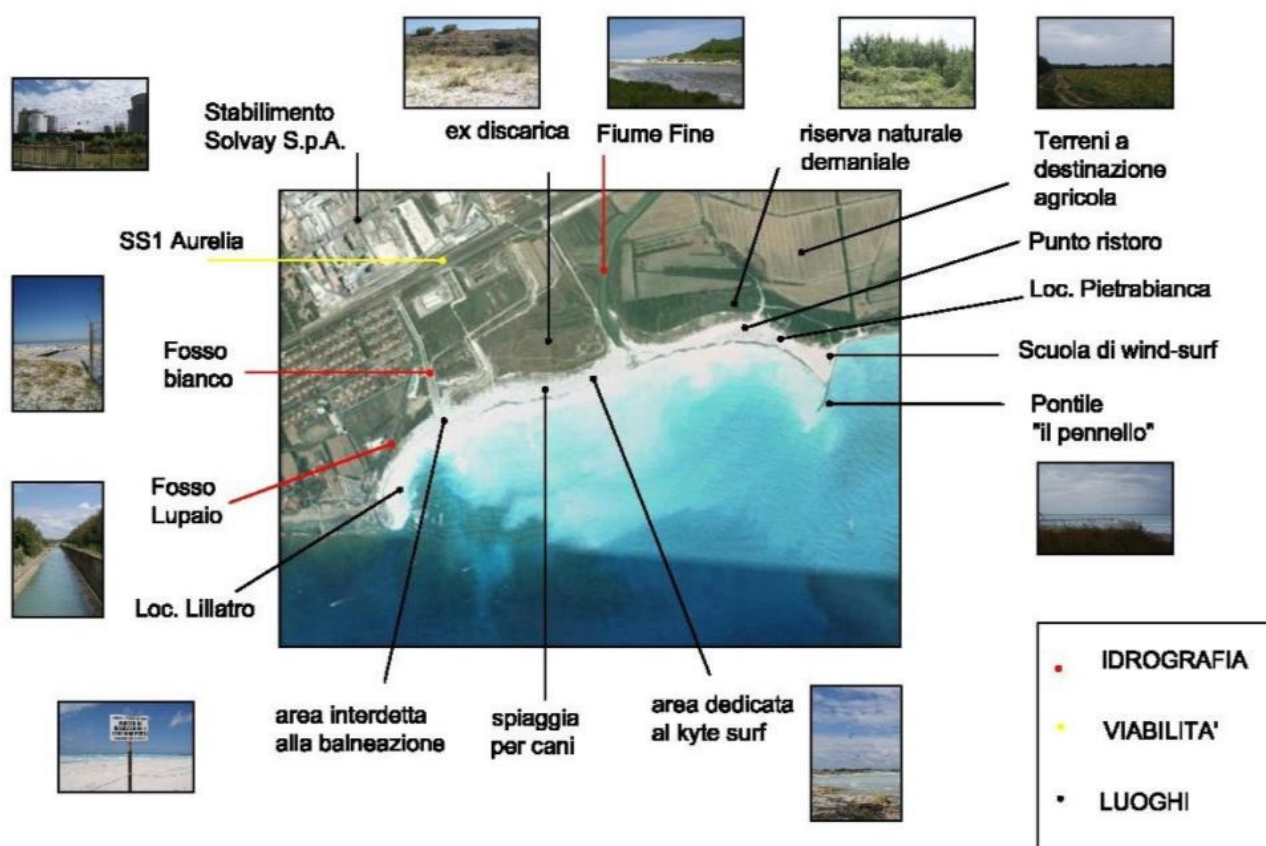 Stabilimento
Solvay S.p.A.
ex discarica
Fiume Fine
riserva naturale
demaniale
Terreni a
destinazione
agricola
SS1 Aurelia
Punto ristoro
Loc. Pietrabianca
Fosso
bianco
Scuola di wind-surf
Pontile
"il pennello"
Fosso
Lupaio
Loc. Lillatro
area interdetta
alla balneazione
spiaggia
per cani
area dedicata
al kyte surf
IDROGRAFIA
VIABILITA'
LUOGHI